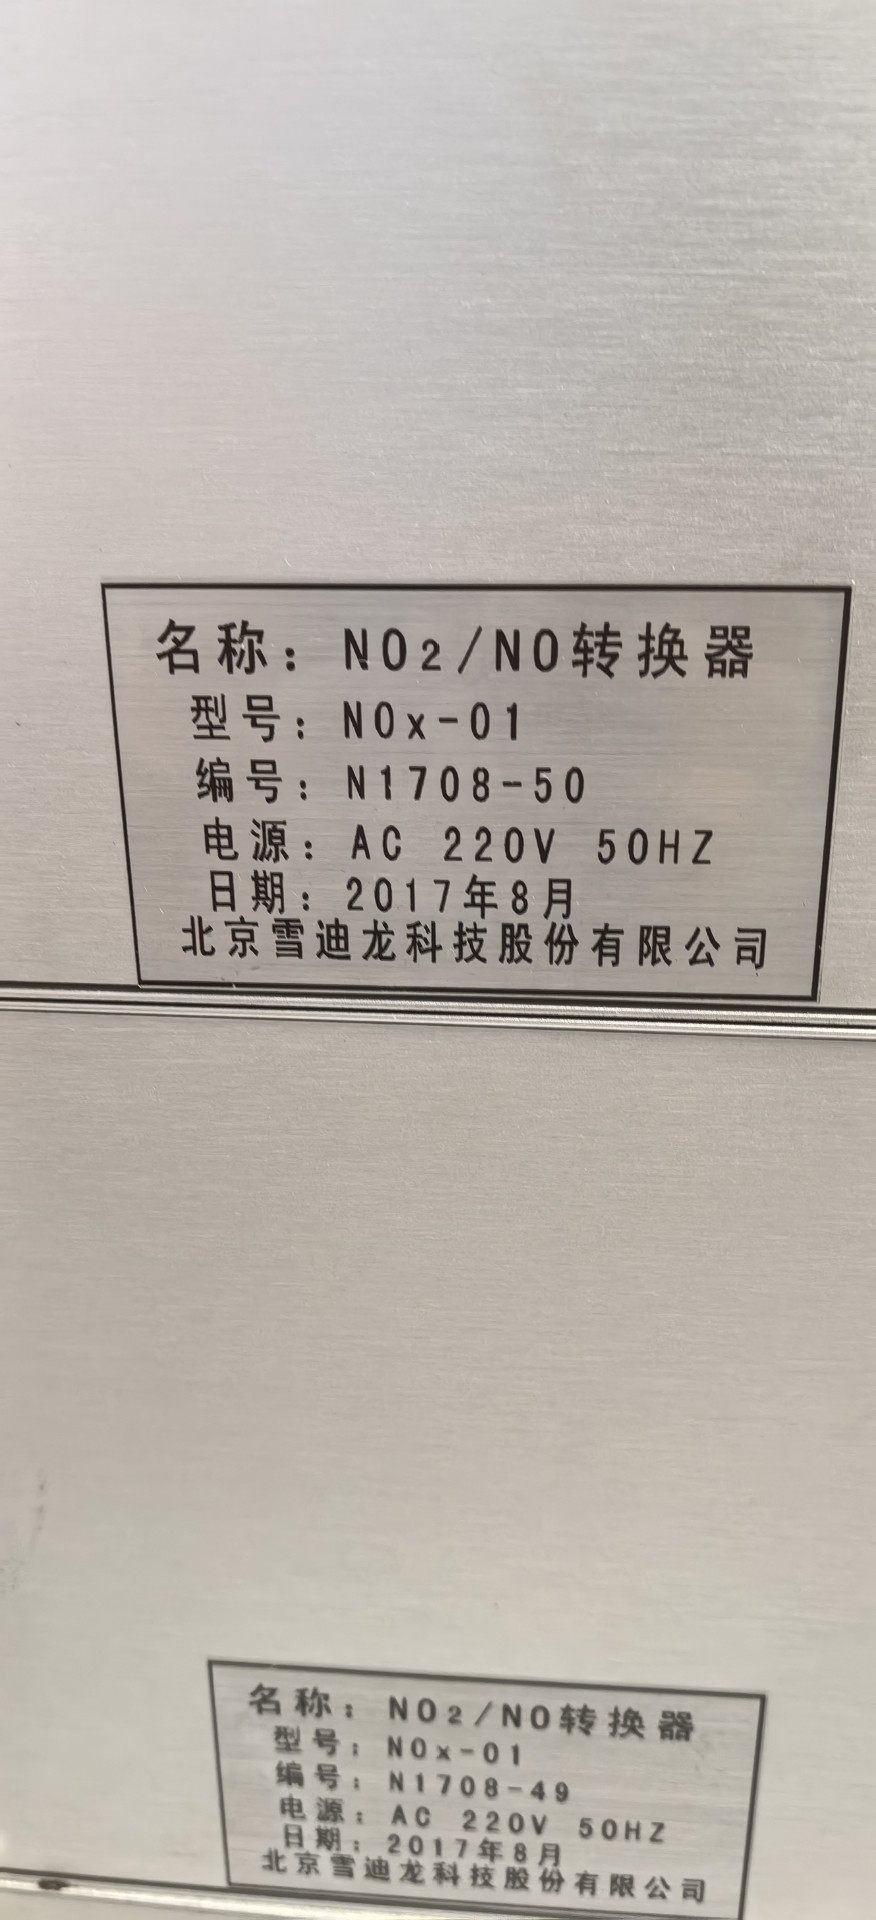 名称：NO₂/NO转换器
型号：NOx-01
编号：N1708-50
电源：AC 220V 50HZ
日期：2017年8月
北京雪迪龙科技股份有限公司
名称：NO₂/NO转换器
型号：NOx-01
编号：N1708-49
电源：AC 220V 50HZ
日期：2017年8月
北京雪迪龙科技股份有限公司